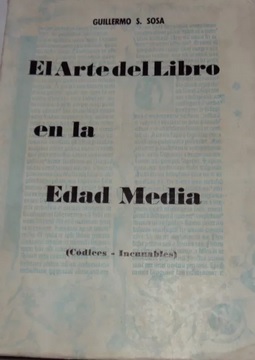 GUILLERMO S. SOSA
El Arte del Libro
en la
Edad Media
(Códices - Incunables)